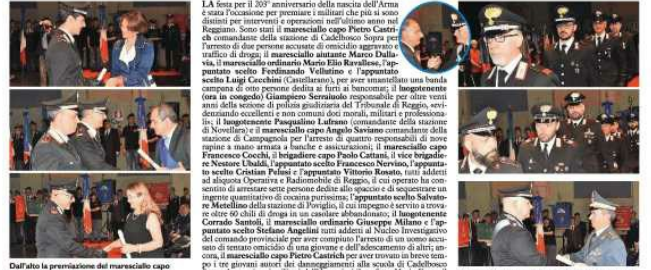 LA festa per il 203° anniversario della nascita dell'Arma
è stata l'occasione per premiare i militari che più si sono
distinti per interventi e operazioni nell'ultimo anno nel
Reggiano. Sono stati il maresciallo capo Pietro Castri-
ch comandante della stazione di Cadelbosco Sopra per
l'arresto di due persone accusate di omicidio aggravato e
traffico di droga; il maresciallo aiutante Marco Dalla-
via, il maresciallo ordinario Mario Elio Ravallese, l'ap-
puntato scelto Ferdinando Vellutino e l'appuntato
scelto Luigi Cecchini (Castellarano), per aver smantellato una banda
campana di otto persone dedita ai furti ai bancomat; il luogotenente
(ora in congedo) Giampiero Serraiuolo responsabile per oltre venti
anni della sezione di polizia giudiziaria del Tribunale di Reggio, «evi-
denziando eccellenti e non comuni doti morali, militari e professiona-
li»; il luogotenente Pasqualino Lufrano (comandante della stazione
di Novellara) e il maresciallo capo Angelo Saviano comandante della
stazione di Campagnola per l'arresto di quattro responsabili di nove
rapine a mano armata a banche e assicurazioni; il maresciallo capo
Francesco Cocchi, il brigadiere capo Paolo Cattani, il vice brigadie-
re Nestore Ubaldi, l'appuntato scelto Francesco Nervino, l'appunta-
to scelto Cristian Pelusi e l'appuntato Vittorio Rosato, tutti addetti
ad aliquota Operativa e Radiomobile di Reggio, il cui operato ha con-
sentito di arrestare sette persone dedite allo spaccio e di sequestrare un
ingente quantitativo di cocaina purissima; l'appuntato scelto Salvato-
re Metellino della stazione di Poviglio, il cui impegno è servito a trova-
re oltre 60 chili di droga in un casolare abbandonato; il luogotenente
Corrado Santoli, il maresciallo ordinario Giuseppe Milano e l'ap-
puntato scelto Stefano Angelini tutti addetti al Nucleo Investigativo
del comando provinciale per aver compiuto l'arresto di un uomo accu-
sato di tentato omicidio di una giovane e dell'accecamento di altri; an-
cora, il maresciallo capo Pietro Castrich per aver trovato in breve tem-
po i tre giovani autori dei danneggiamenti alla scuola di Cadelbosco
Dall'alto la premiazione del maresciallo capo